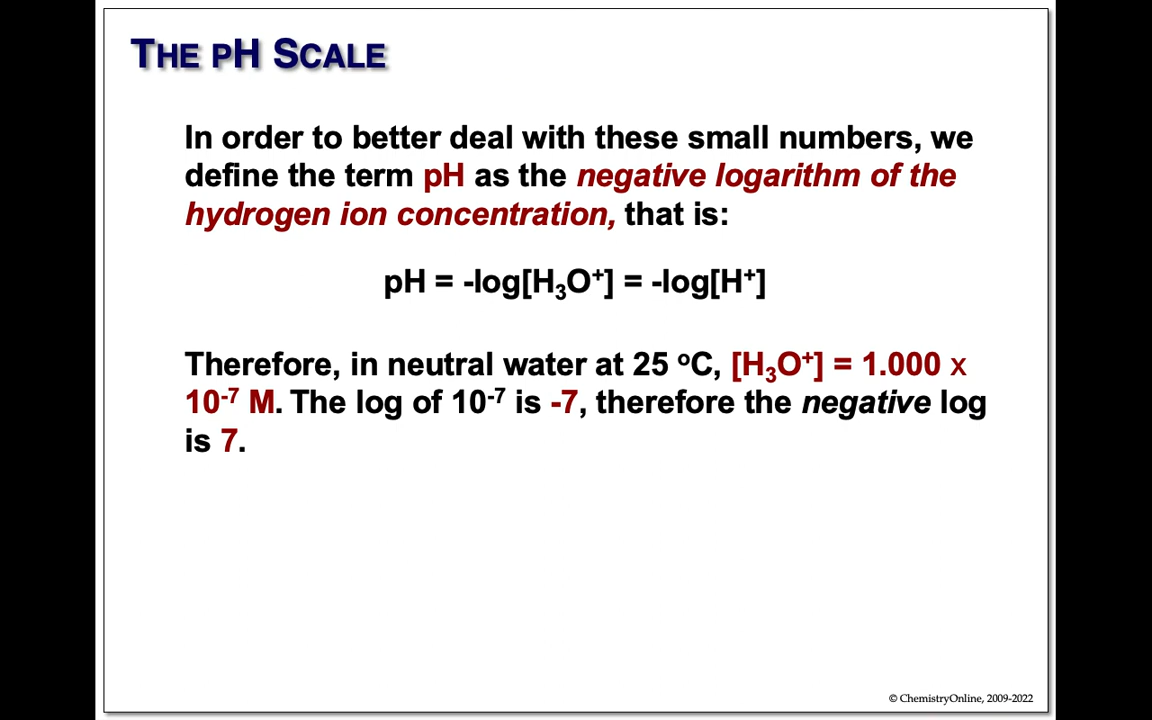 THE PH SCALE
In order to better deal with these small numbers, we
define the term pH as the negative logarithm of the
hydrogen ion concentration, that is:
pH = -log[H₃O⁺] = -log[H⁺]
Therefore, in neutral water at 25 ºC, [H₃O⁺] = 1.000 x
10⁻⁷ M. The log of 10⁻⁷ is -7, therefore the negative log
is 7.
© ChemistryOnline, 2009-2022